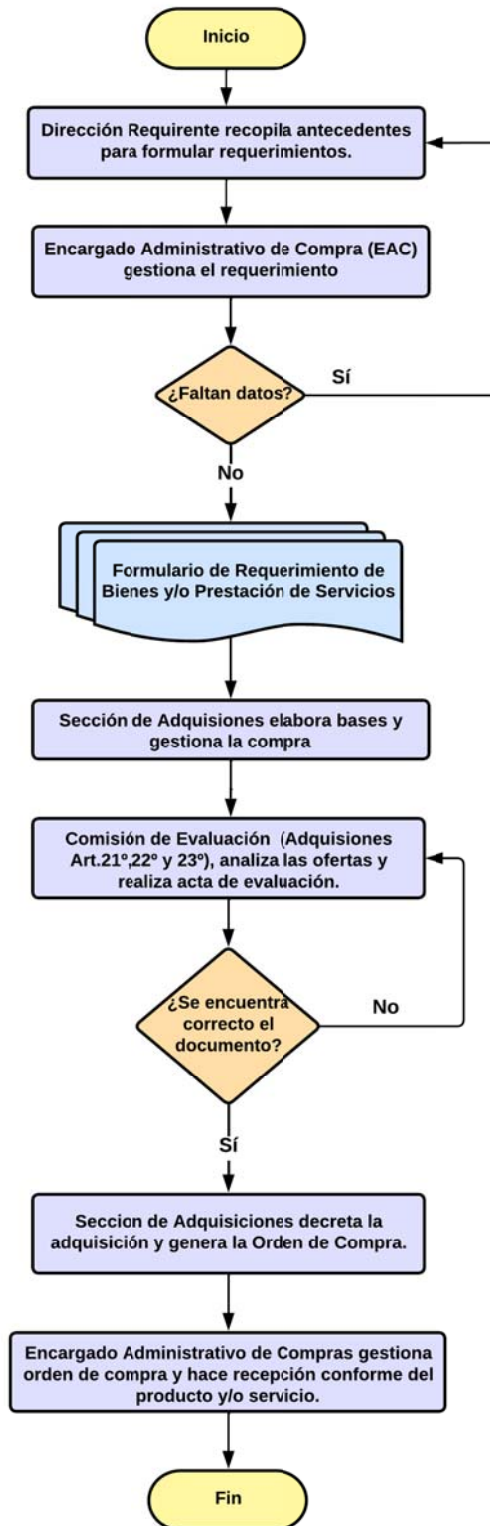 Inicio
Dirección Requirente recopila antecedentes
para formular requerimientos.
Encargado Administrativo de Compra (EAC)
gestiona el requerimiento
¿Faltan datos?
Sí
No
Formulario de Requerimiento de
Bienes y/o Prestación de Servicios
Sección de Adquisiones elabora bases y
gestiona la compra
Comisión de Evaluación (Adquisiones
Art.21º,22º y 23º), analiza las ofertas y
realiza acta de evaluación.
¿Se encuentra
correcto el
documento?
No
Sí
Seccion de Adquisiciones decreta la
adquisición y genera la Orden de Compra.
Encargado Administrativo de Compras gestiona
orden de compra y hace recepción conforme del
producto y/o servicio.
Fin